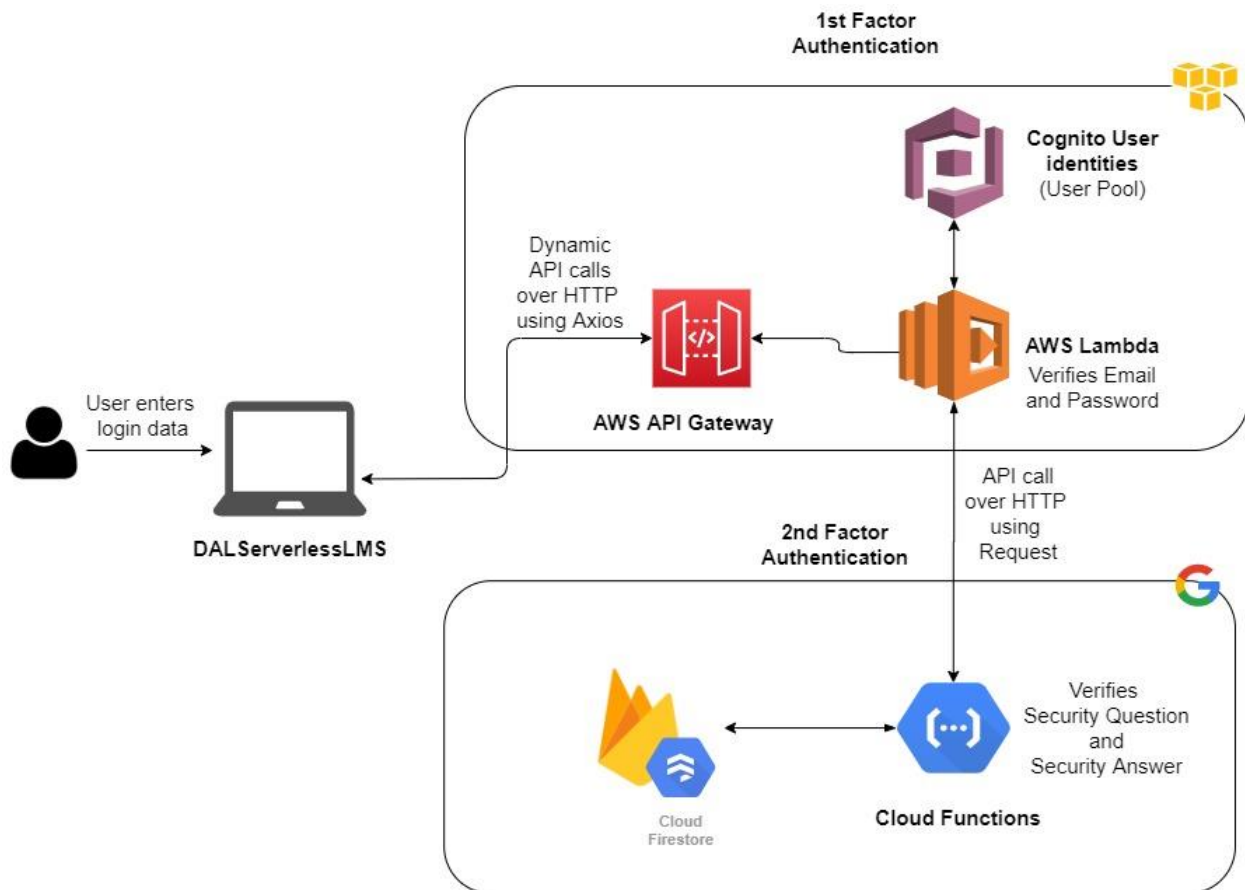 1st Factor
Authentication
Cognito User
identities
(User Pool)
Dynamic
API calls
over HTTP
using Axios
</>
AWS Lambda
Verifies Email
and Password
AWS API Gateway
User enters
login data
DALServerlessLMS
API call
over HTTP
using
Request
2nd Factor
Authentication
Verifies
Security Question
and
Security Answer
Cloud
Firestore
Cloud Functions